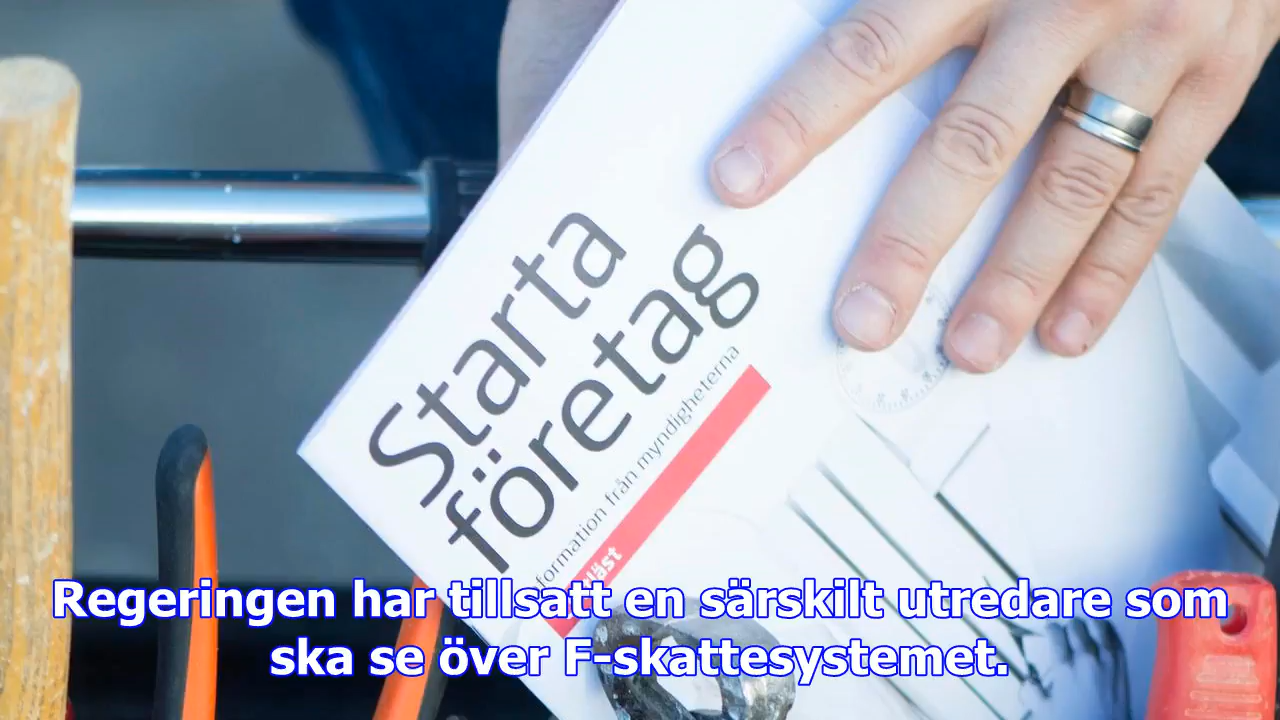 Starta
företag
formation från myndigheterna
Regeringen har tillsatt en särskilt utredare som
ska se över F-skattesystemet.